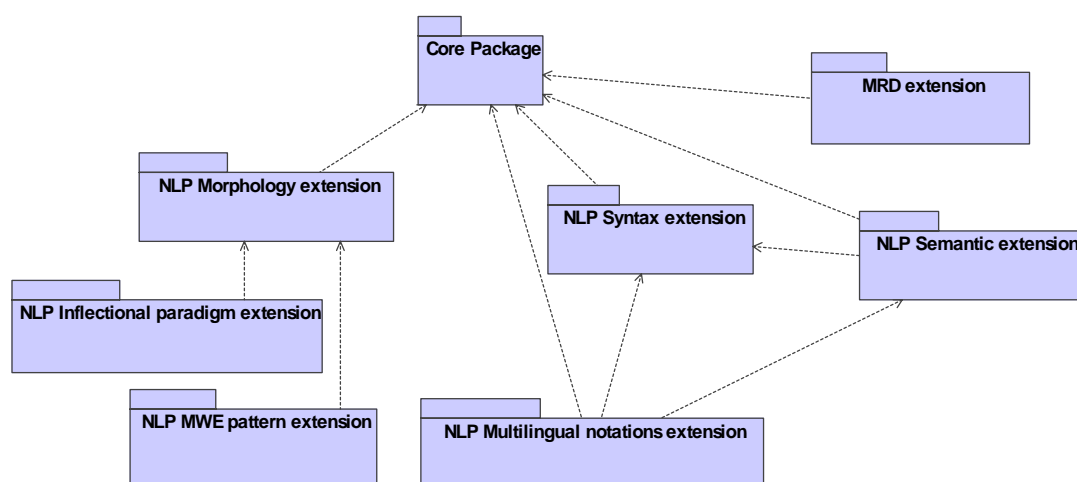 Core Package
MRD extension
NLP Morphology extension
NLP Syntax extension
NLP Semantic extension
NLP Inflectional paradigm extension
NLP MWE pattern extension
NLP Multilingual notations extension